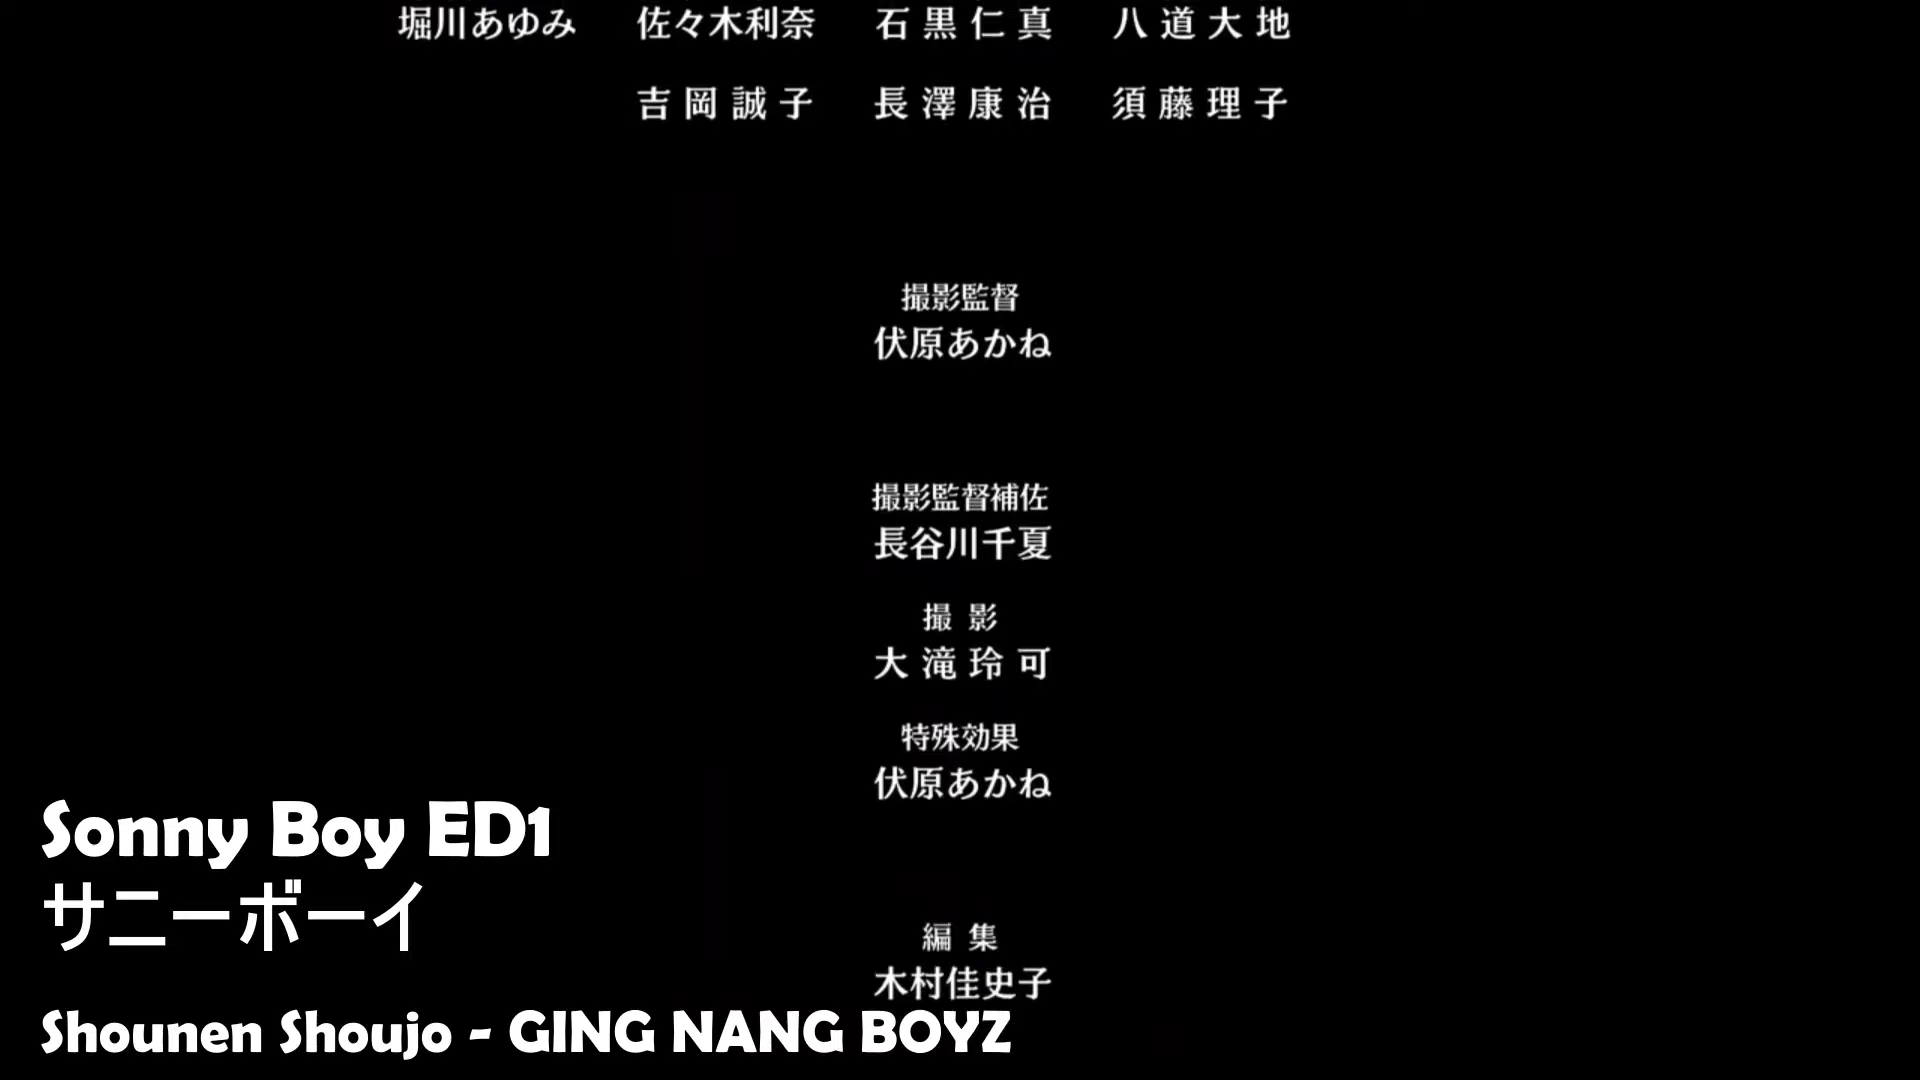 堀川あゆみ 佐々木利奈 石黒仁真 八道大地
吉岡誠子 長澤康治 須藤理子
撮影監督
伏原あかね
撮影監督補佐
長谷川千夏
撮影
大滝玲可
特殊効果
伏原あかね
編集
木村佳史子
Sonny Boy ED1
サニーボーイ
Shounen Shoujo - GING NANG BOYZ